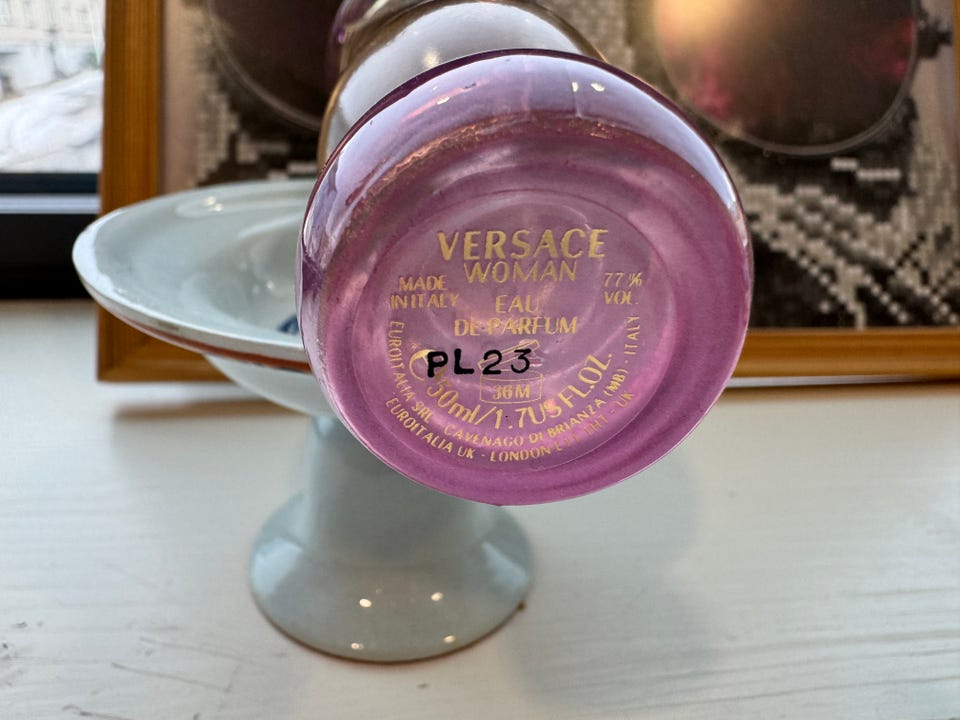 VERSACE
WOMAN
MADE
IN ITALY
77%
VOL.
EAU
DE PARFUM
PL23
36M
50ml/1.7US FL.OZ.
EUROITALIA SRL - CAVENAGO DI BRIANZA (MB) - ITALY
EUROITALIA UK - LONDON - UK